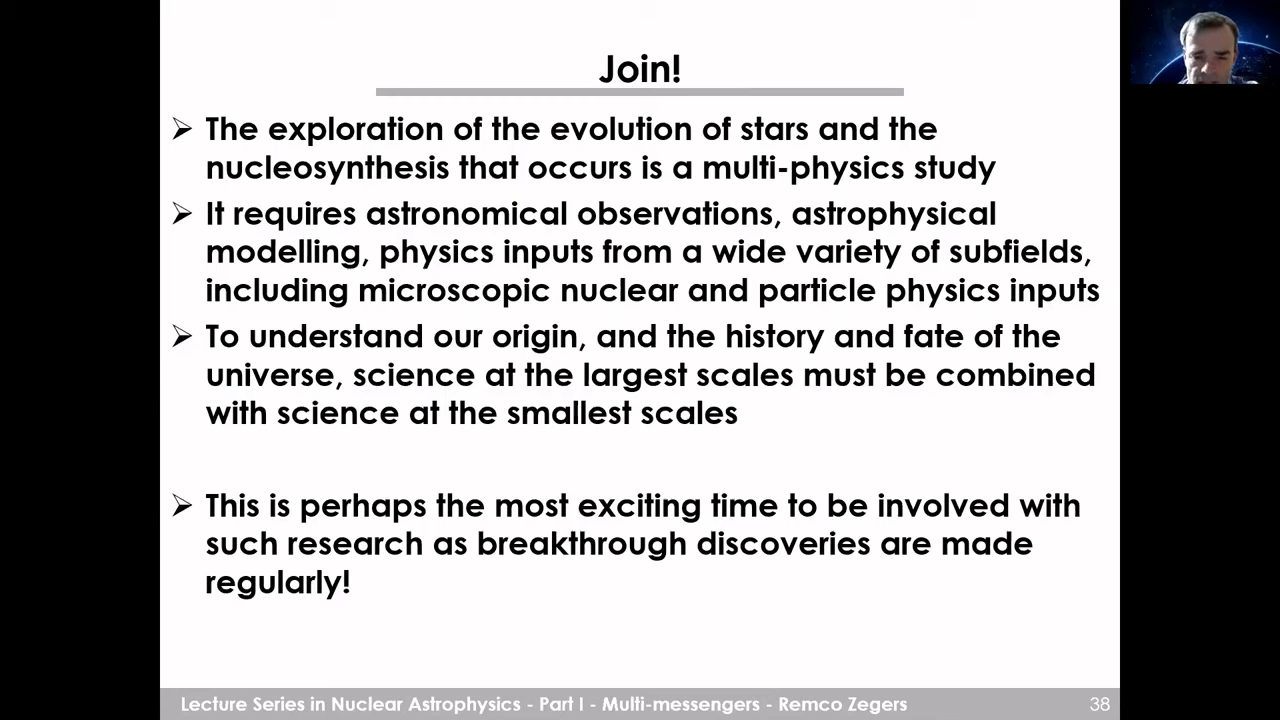 Join!
➢ The exploration of the evolution of stars and the
nucleosynthesis that occurs is a multi-physics study
➢ It requires astronomical observations, astrophysical
modelling, physics inputs from a wide variety of subfields,
including microscopic nuclear and particle physics inputs
➢ To understand our origin, and the history and fate of the
universe, science at the largest scales must be combined
with science at the smallest scales
➢ This is perhaps the most exciting time to be involved with
such research as breakthrough discoveries are made
regularly!
Lecture Series in Nuclear Astrophysics - Part I - Multi-messengers - Remco Zegers 38